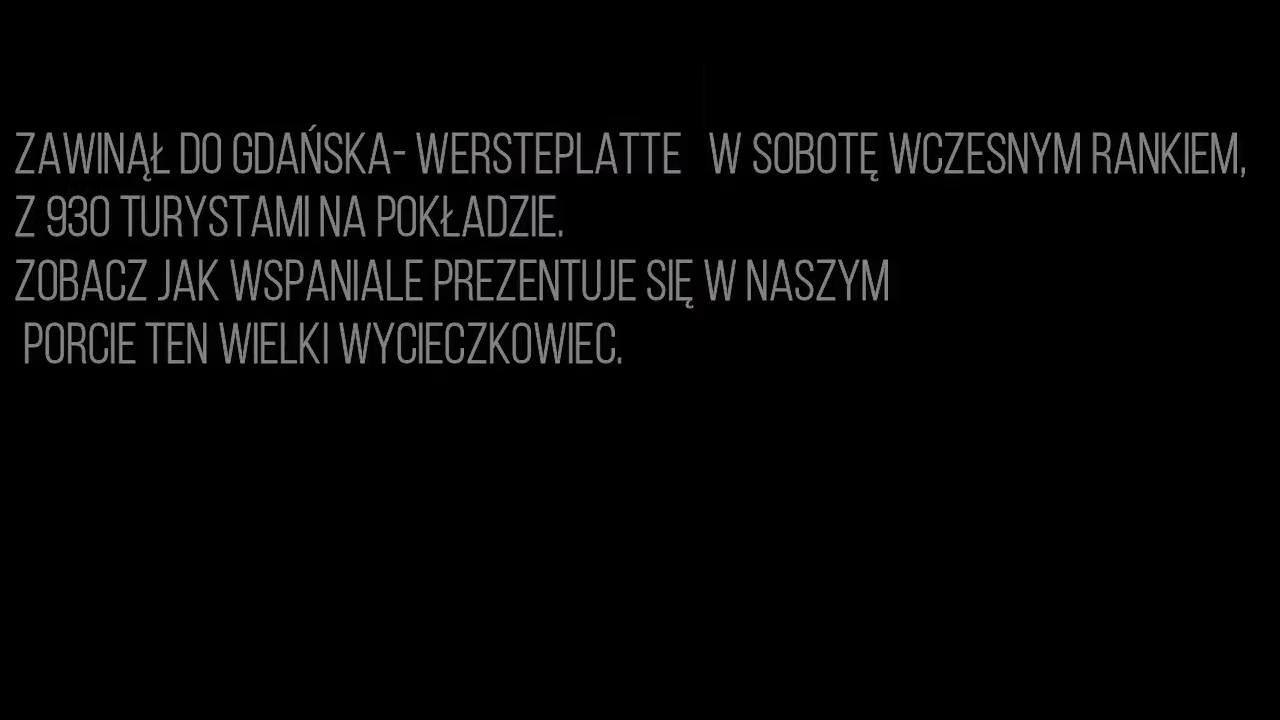 ZAWINĄŁ DO GDAŃSKA- WERSTEPLATTE W SOBOTĘ WCZESNYM RANKIEM,
Z 930 TURYSTAMI NA POKŁADZIE.
ZOBACZ JAK WSPANIALE PREZENTUJE SIĘ W NASZYM
PORCIE TEN WIELKI WYCIECZKOWIEC.